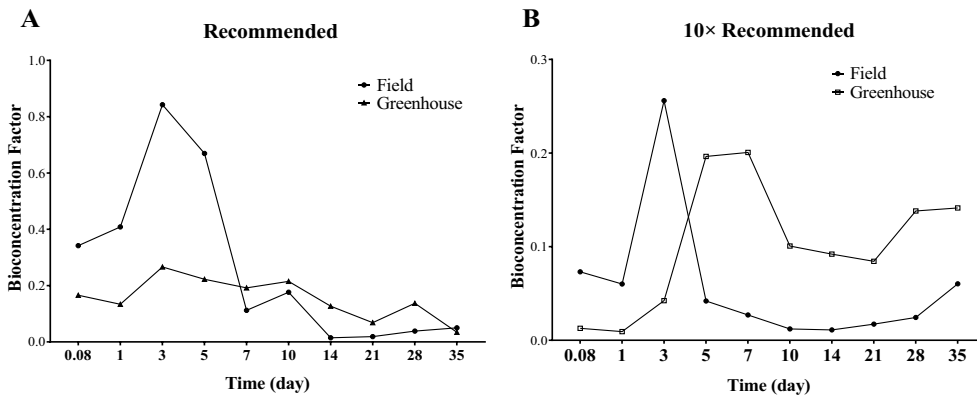 A
Recommended
Bioconcentration Factor
1.0
0.8
0.6
0.4
0.2
0.0
Field
Greenhouse
0.08 1 3 5 7 10 14 21 28 35
Time (day)
B
10× Recommended
Bioconcentration Factor
0.3
0.2
0.1
0.0
Field
Greenhouse
0.08 1 3 5 7 10 14 21 28 35
Time (day)